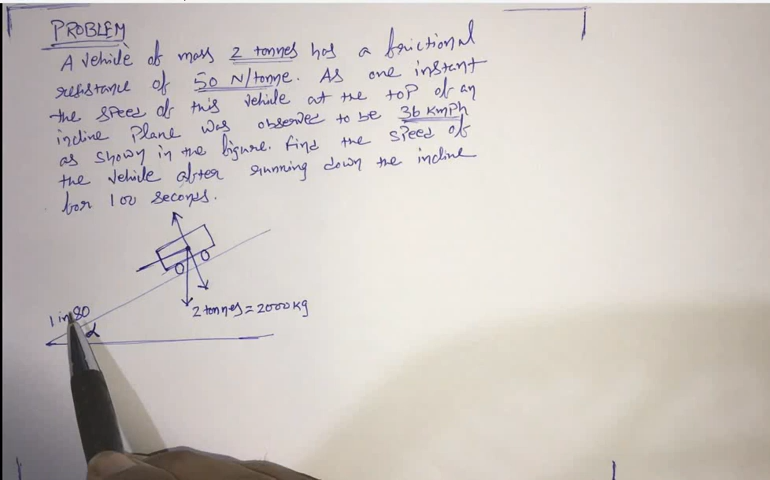 PROBLEM
A vehicle of mass 2 tonnes has a frictional
resistance of 50 N/tonne. As one instant
the speed of this vehicle at the top of an
incline plane was observed to be 36 kmph
as shown in the figure. find the speed of
the vehicle after running down the incline
for 100 seconds.
1 in 80
α
2 tonnes = 2000 kg